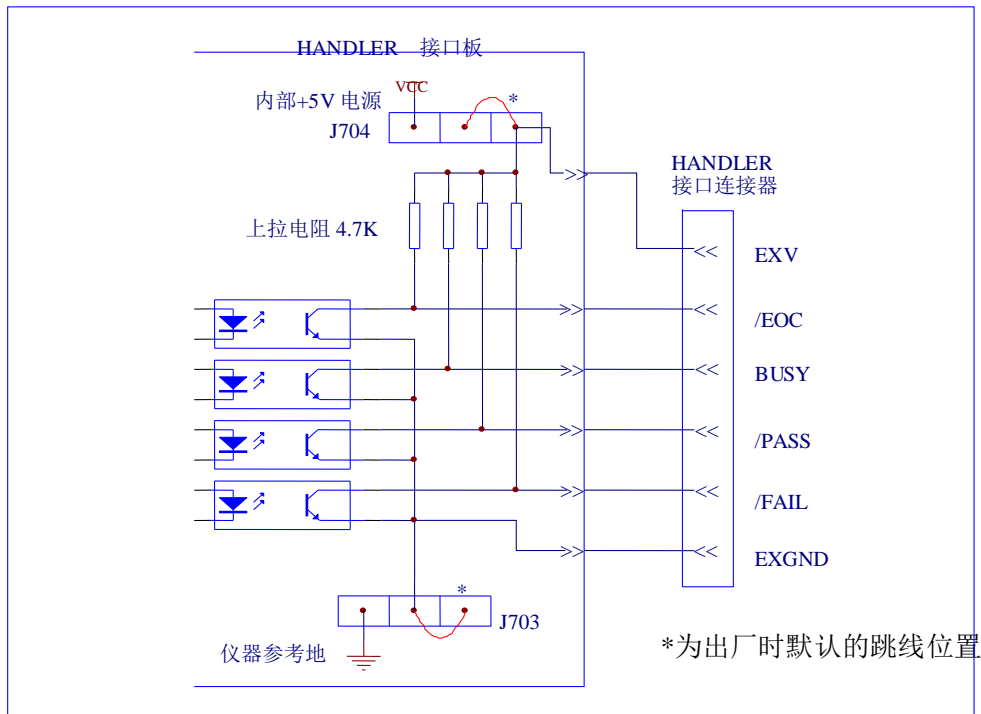 HANDLER 接口板
VCC
内部+5V 电源
*
J704
HANDLER
接口连接器
上拉电阻 4.7K
EXV
/EOC
BUSY
/PASS
/FAIL
EXGND
*
J703
仪器参考地
*为出厂时默认的跳线位置